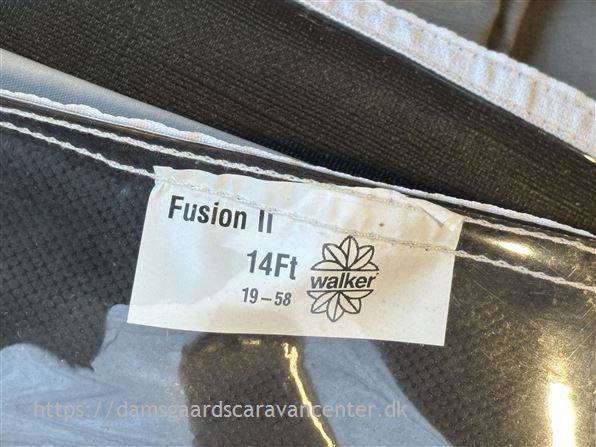 Fusion II
14Ft
walker
19-58
https://damsgaardscaravancenter.dk